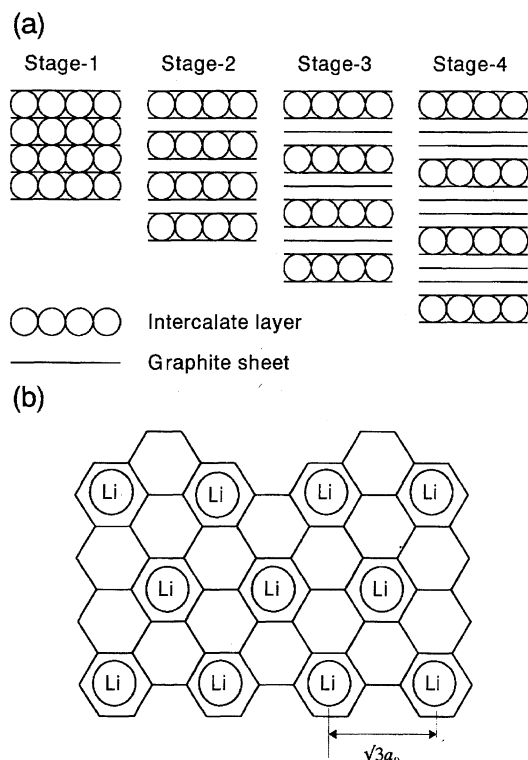 (a)
Stage-1 Stage-2 Stage-3 Stage-4
Intercalate layer
Graphite sheet
(b)
Li Li Li Li
Li Li Li
Li Li Li Li
√3a₀